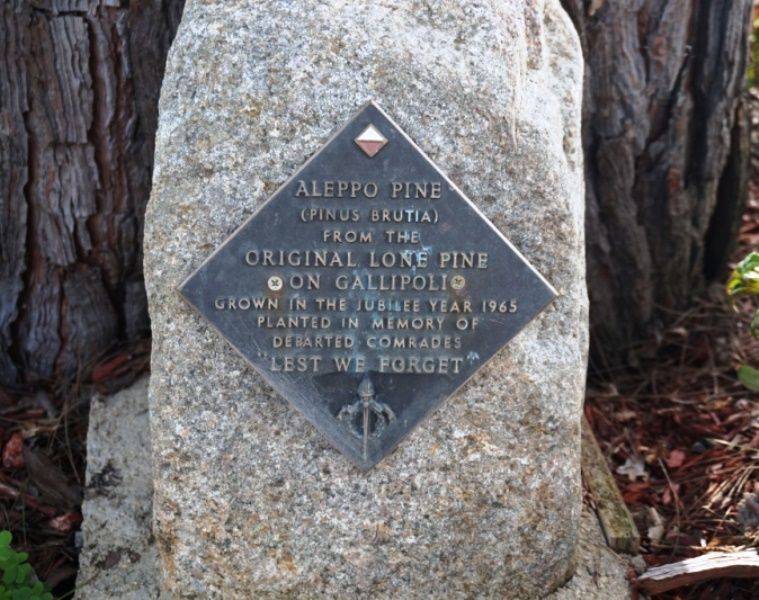 ALEPPO PINE
(PINUS BRUTIA)
FROM THE
ORIGINAL LONE PINE
ON GALLIPOLI
GROWN IN THE JUBILEE YEAR 1965
PLANTED IN MEMORY OF
DEBARTED COMRADES
"LEST WE FORGET"